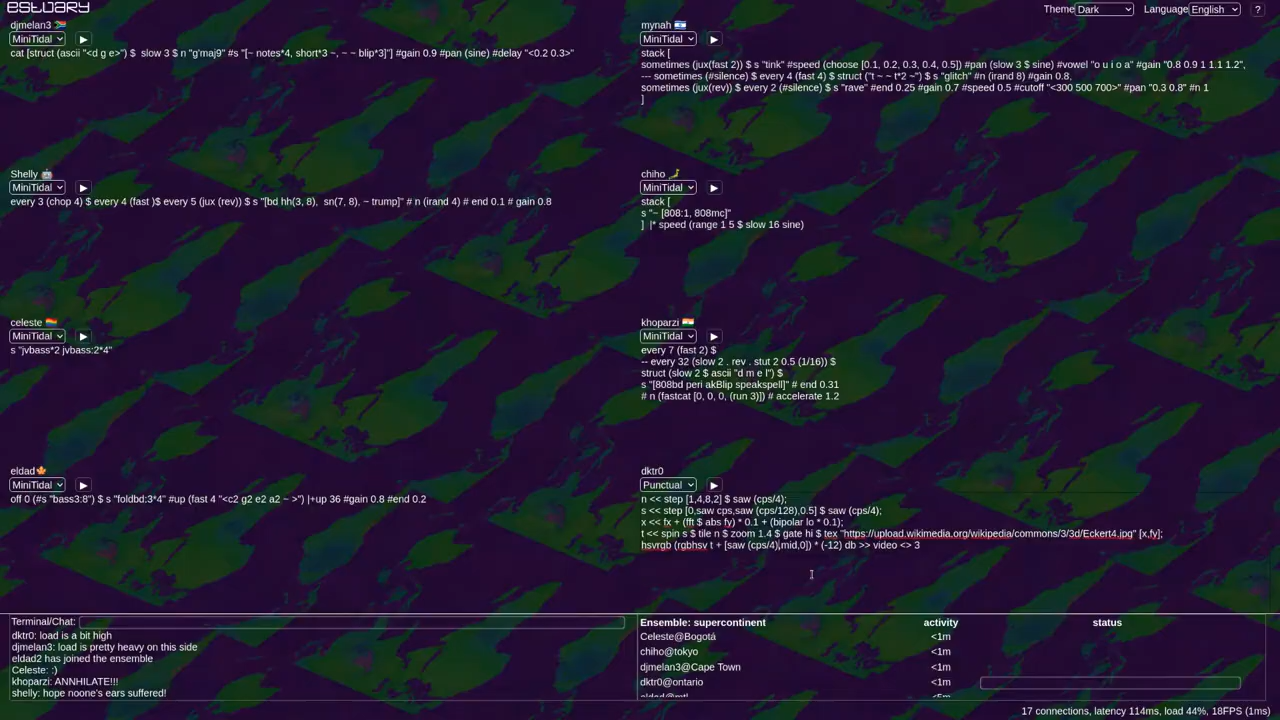 estuary
Theme Dark Language English ?
djmelan3 🇿🇦
MiniTidal
cat [struct (ascii "<d g e>") $ slow 3 $ n "g'maj9" #s "[~ notes*4, short*3 ~, ~ ~ blip*3]"] #gain 0.9 #pan (sine) #delay "<0.2 0.3>"
mynah 🇮🇱
MiniTidal
stack [
sometimes (jux(fast 2)) $ s "tink" #speed (choose [0.1, 0.2, 0.3, 0.4, 0.5]) #pan (slow 3 $ sine) #vowel "o u i o a" #gain "0.8 0.9 1 1.1 1.2",
--- sometimes (#silence) $ every 4 (fast 4) $ struct ("t ~ ~ t*2 ~") $ s "glitch" #n (irand 8) #gain 0.8,
sometimes (jux(rev)) $ every 2 (#silence) $ s "rave" #end 0.25 #gain 0.7 #speed 0.5 #cutoff "<300 500 700>" #pan "0.3 0.8" #n 1
]
Shelly 🤖
MiniTidal
every 3 (chop 4) $ every 4 (fast )$ every 5 (jux (rev)) $ s "[bd hh(3, 8),  sn(7, 8), ~ trump]" # n (irand 4) # end 0.1 # gain 0.8
chiho
MiniTidal
stack [
s "~ [808:1, 808mc]"
]  |* speed (range 1 5 $ slow 16 sine)
celeste 🏳️‍🌈
MiniTidal
s "jvbass*2 jvbass:2*4"
khoparzi 🇮🇳
MiniTidal
every 7 (fast 2) $
-- every 32 (slow 2 . rev . stut 2 0.5 (1/16)) $
struct (slow 2 $ ascii "d m e l") $
s "[808bd peri akBlip speakspell]" # end 0.31
# n (fastcat [0, 0, 0, (run 3)]) # accelerate 1.2
eldad🍁
MiniTidal
off 0 (#s "bass3:8") $ s "foldbd:3*4" #up (fast 4 "<c2 g2 e2 a2 ~ >") |+up 36 #gain 0.8 #end 0.2
dktr0
Punctual
n << step [1,4,8,2] $ saw (cps/4);
s << step [0,saw cps,saw (cps/128),0.5] $ saw (cps/4);
x << fx + (fft $ abs fy) * 0.1 + (bipolar lo * 0.1);
t << spin s $ tile n $ zoom 1.4 $ gate hi $ tex "https://upload.wikimedia.org/wikipedia/commons/3/3d/Eckert4.jpg" [x,fy];
hsvrgb (rgbhsv t + [saw (cps/4),mid,0]) * (-12) db >> video <> 3
Terminal/Chat:
dktr0: load is a bit high
djmelan3: load is pretty heavy on this side
eldad2 has joined the ensemble
Celeste: :)
khoparzi: ANNHILATE!!!
shelly: hope noone's ears suffered!
Ensemble: supercontinent activity status
Celeste@Bogotá <1m
chiho@tokyo <1m
djmelan3@Cape Town <1m
dktr0@ontario <1m
eldad@mtl <5m
17 connections, latency 114ms, load 44%, 18FPS (1ms)